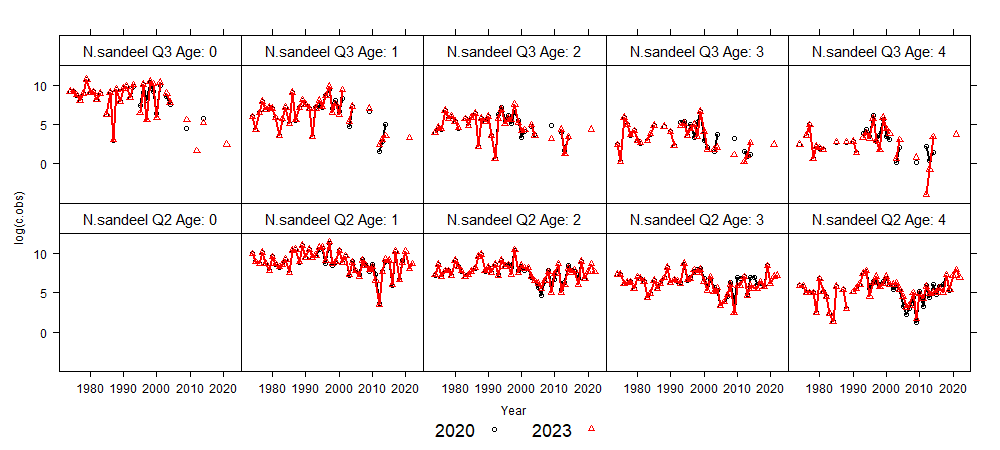 N.sandeel Q3 Age: 0 N.sandeel Q3 Age: 1 N.sandeel Q3 Age: 2 N.sandeel Q3 Age: 3 N.sandeel Q3 Age: 4
10
5
0
log(c.obs)
N.sandeel Q2 Age: 0 N.sandeel Q2 Age: 1 N.sandeel Q2 Age: 2 N.sandeel Q2 Age: 3 N.sandeel Q2 Age: 4
10
5
0
1980 1990 2000 2010 2020 1980 1990 2000 2010 2020 1980 1990 2000 2010 2020 1980 1990 2000 2010 2020 1980 1990 2000 2010 2020
Year
2020 2023